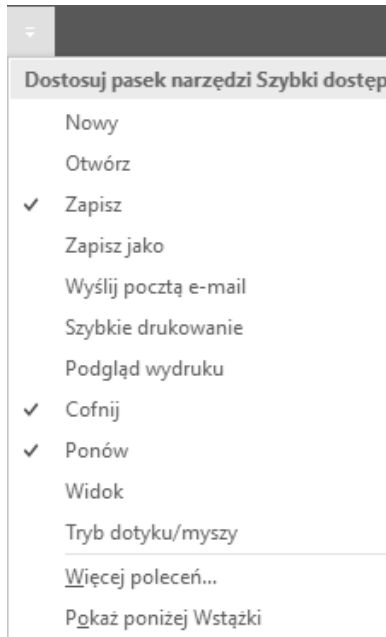 Dostosuj pasek narzędzi Szybki dostęp
Nowy
Otwórz
Zapisz
Zapisz jako
Wyślij pocztą e-mail
Szybkie drukowanie
Podgląd wydruku
Cofnij
Ponów
Widok
Tryb dotyku/myszy
Więcej poleceń...
Pokaż poniżej Wstążki